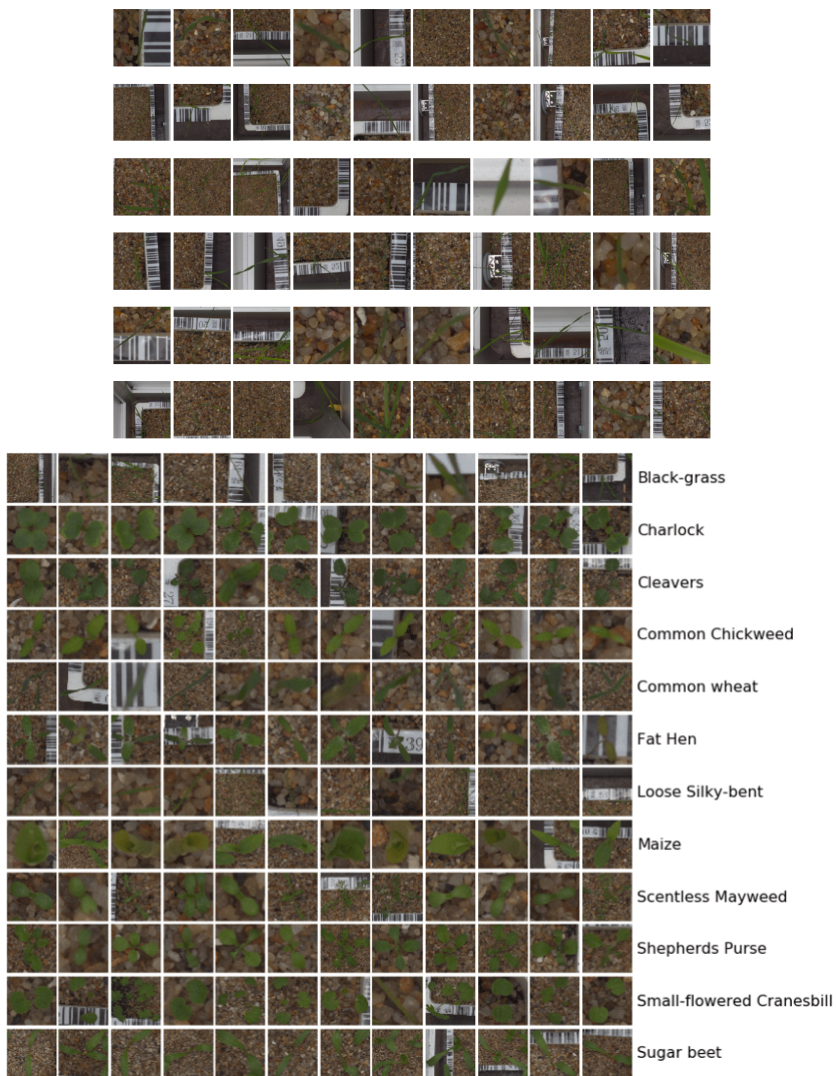 Black-grass
Charlock
Cleavers
Common Chickweed
Common wheat
Fat Hen
39
Loose Silky-bent
Maize
Scentless Mayweed
Shepherds Purse
Small-flowered Cranesbill
Sugar beet